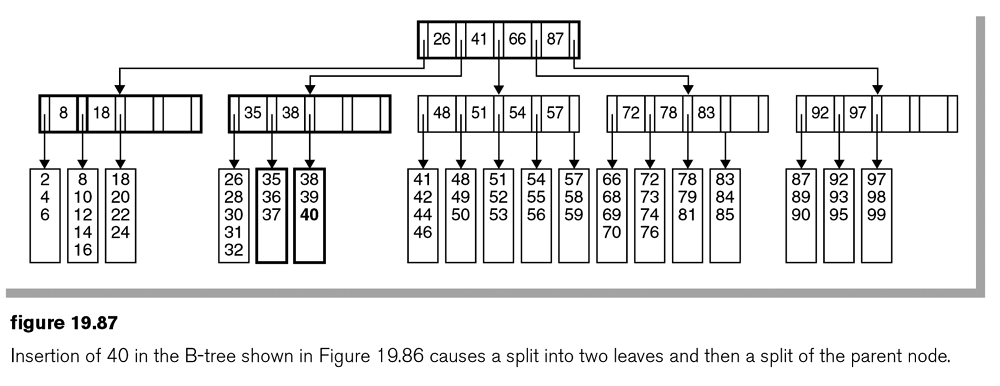 26 41 66 87
8 18 35 38 48 51 54 57 72 78 83 92 97
2 8 18 26 35 38 41 48 51 54 57 66 72 78 83 87 92 97
4 10 20 28 36 39 42 49 52 55 58 68 73 79 84 89 93 98
6 12 22 30 37 40 44 50 53 56 59 69 74 81 85 90 95 99
14 24 31 46 70 76
16 32
figure 19.87
Insertion of 40 in the B-tree shown in Figure 19.86 causes a split into two leaves and then a split of the parent node.